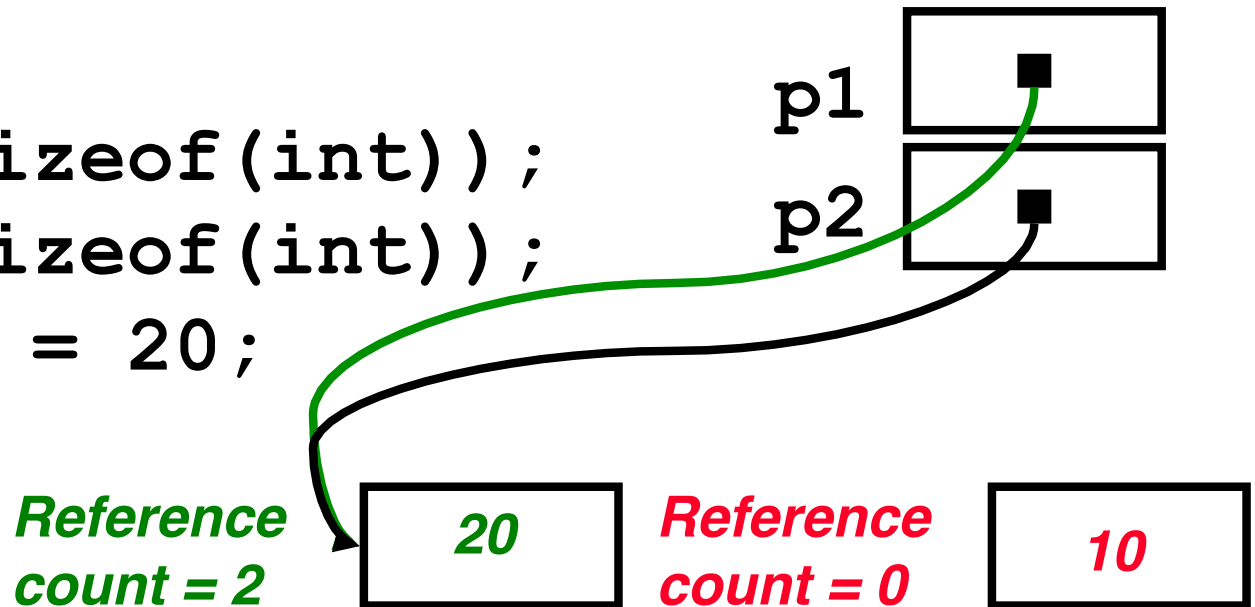 p1
izeof(int));
p2
izeof(int));
= 20;
Reference
count = 2
20
Reference
count = 0
10